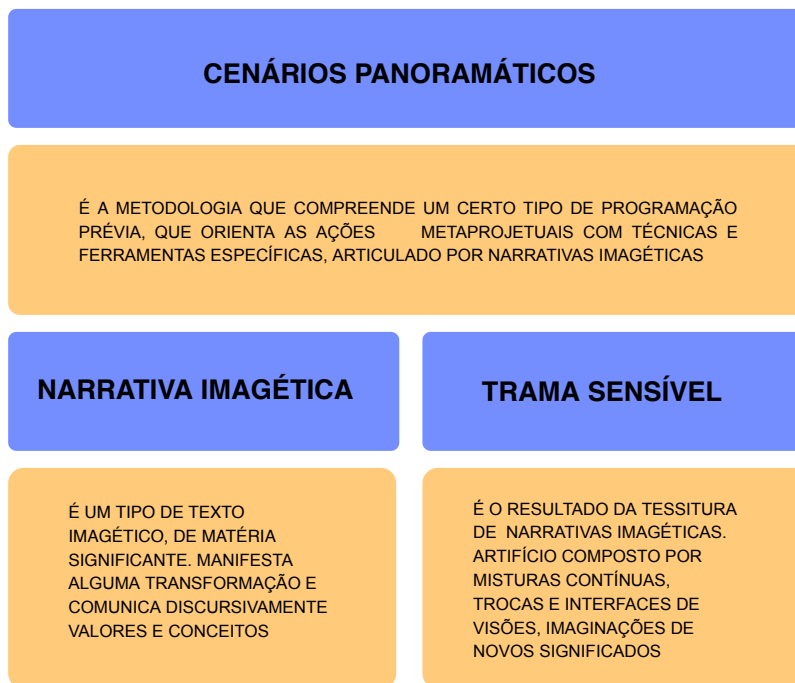 CENÁRIOS PANORAMÁTICOS
É A METODOLOGIA QUE COMPREENDE UM CERTO TIPO DE PROGRAMAÇÃO
PRÉVIA, QUE ORIENTA AS AÇÕES METAPROJETUAIS COM TÉCNICAS E
FERRAMENTAS ESPECÍFICAS, ARTICULADO POR NARRATIVAS IMAGÉTICAS
NARRATIVA IMAGÉTICA
É UM TIPO DE TEXTO
IMAGÉTICO, DE MATÉRIA
SIGNIFICANTE. MANIFESTA
ALGUMA TRANSFORMAÇÃO E
COMUNICA DISCURSIVAMENTE
VALORES E CONCEITOS
TRAMA SENSÍVEL
É O RESULTADO DA TESSITURA
DE NARRATIVAS IMAGÉTICAS.
ARTIFÍCIO COMPOSTO POR
MISTURAS CONTÍNUAS,
TROCAS E INTERFACES DE
VISÕES, IMAGINAÇÕES DE
NOVOS SIGNIFICADOS